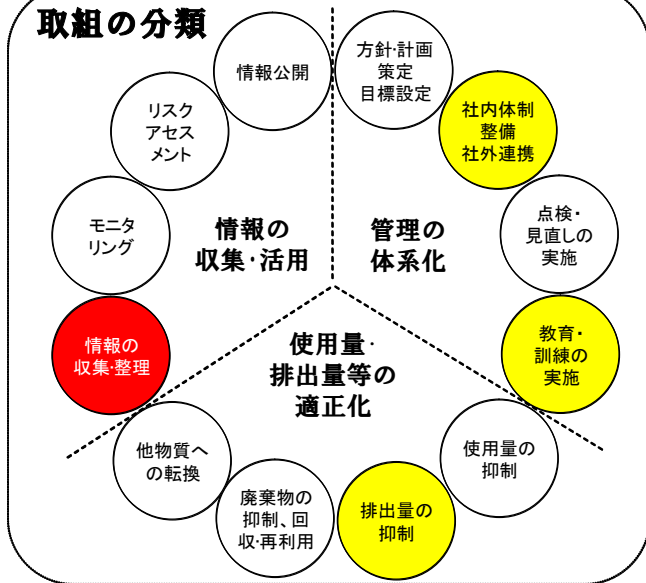 取組の分類
情報公開
方針・計画
策定
目標設定
リスク
アセス
メント
社内体制
整備
社外連携
モニタ
リング
情報の
収集・活用
管理の
体系化
点検・
見直しの
実施
情報の
収集・整理
使用量・
排出量等の
適正化
教育・
訓練の
実施
他物質へ
の転換
使用量の
抑制
廃棄物の
抑制、回
収・再利用
排出量の
抑制